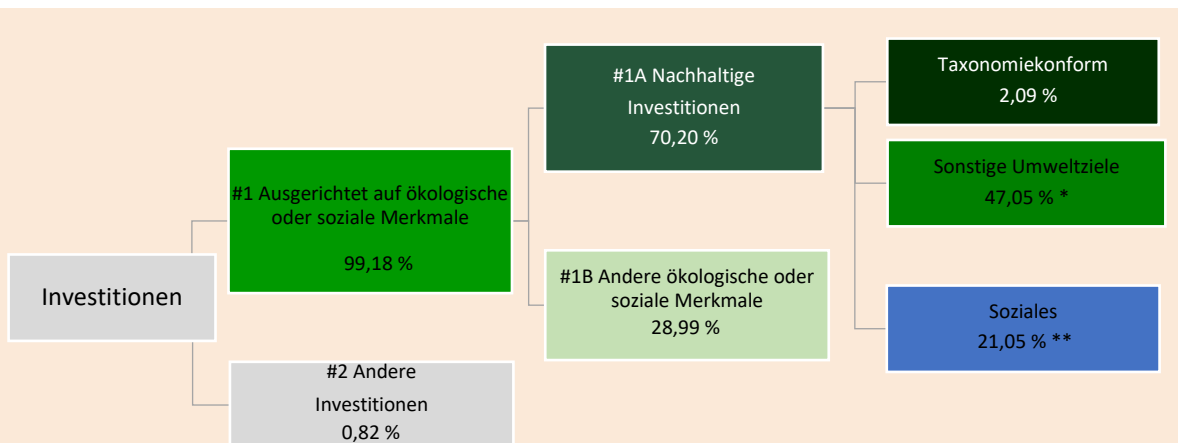 Investitionen
#1 Ausgerichtet auf ökologische
oder soziale Merkmale
99,18 %
#2 Andere
Investitionen
0,82 %
#1A Nachhaltige
Investitionen
70,20 %
#1B Andere ökologische oder
soziale Merkmale
28,99 %
Taxonomiekonform
2,09 %
Sonstige Umweltziele
47,05 % *
Soziales
21,05 % **